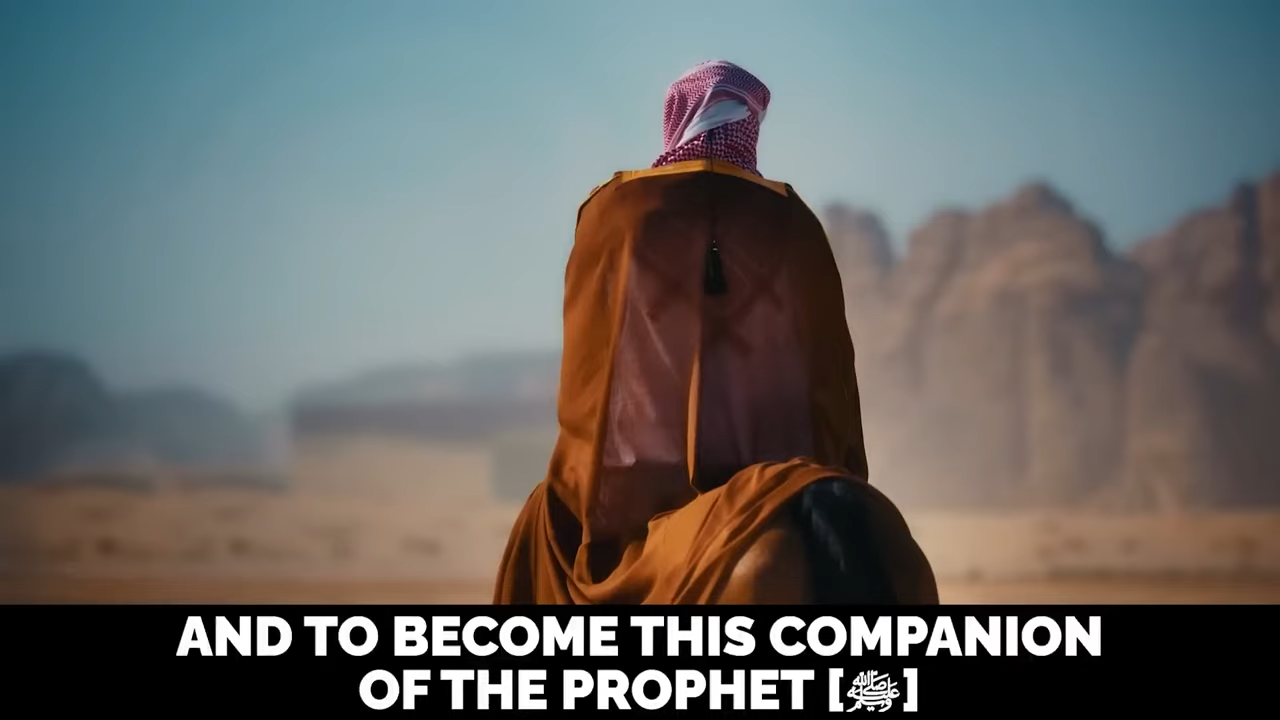 AND TO BECOME THIS COMPANION
OF THE PROPHET [ﷺ]